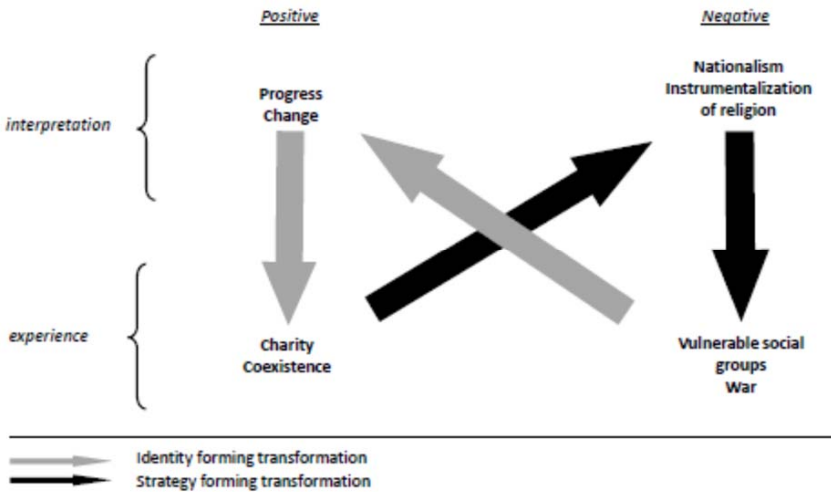 Positive
Negative
Nationalism
Instrumentalization
of religion
Progress
Change
interpretation
experience
Charity
Coexistence
Vulnerable social
groups
War
Identity forming transformation
Strategy forming transformation